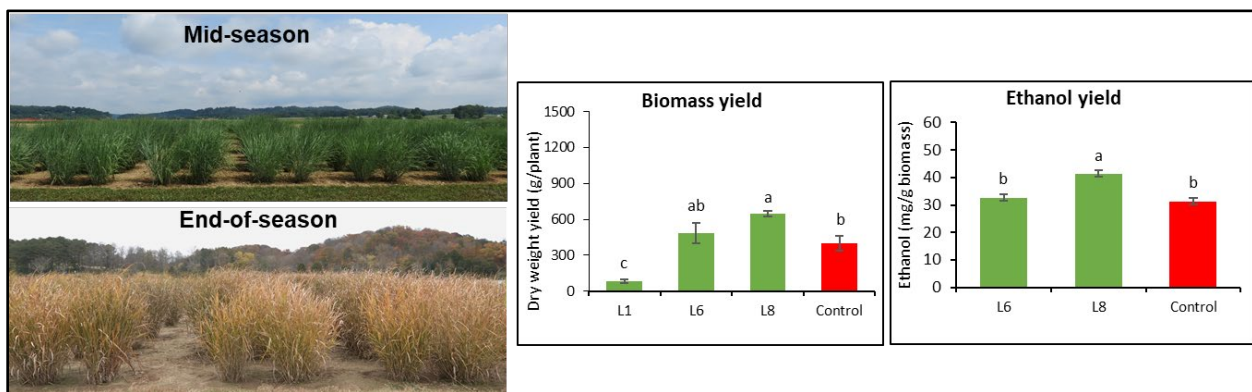 Mid-season
End-of-season
Biomass yield
Dry weight yield (g/plant)
1500
1200
900
600
300
0
c
ab
a
b
L1
L6
L8
Control
Ethanol yield
Ethanol (mg/g biomass)
60
50
40
30
20
10
0
b
a
b
L6
L8
Control